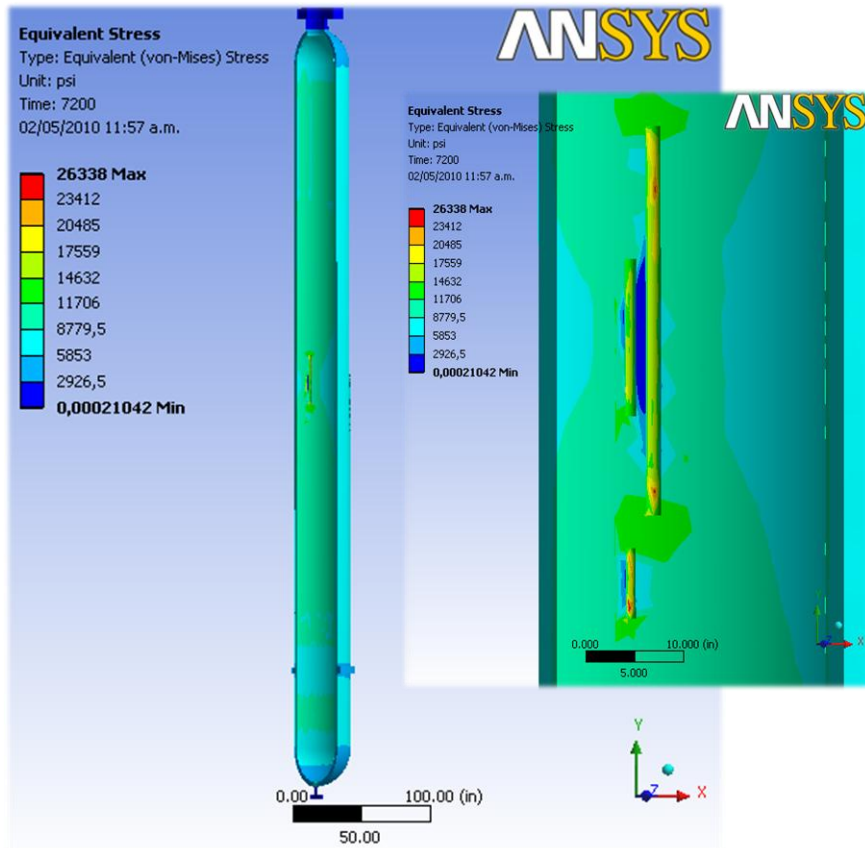 Equivalent Stress
Type: Equivalent (von-Mises) Stress
Unit: psi
Time: 7200
02/05/2010 11:57 a.m.
26338 Max
23412
20485
17559
14632
11706
8779,5
5853
2926,5
0,00021042 Min
ANSYS
0.00
100.00 (in)
50.00
Y
Z
X
Equivalent Stress
Type: Equivalent (von-Mises) Stress
Unit: psi
Time: 7200
02/05/2010 11:57 a.m.
26338 Max
23412
20485
17559
14632
11706
8779,5
5853
2926,5
0,00021042 Min
ANSYS
0.000
10.000 (in)
5.000
Y
Z
X